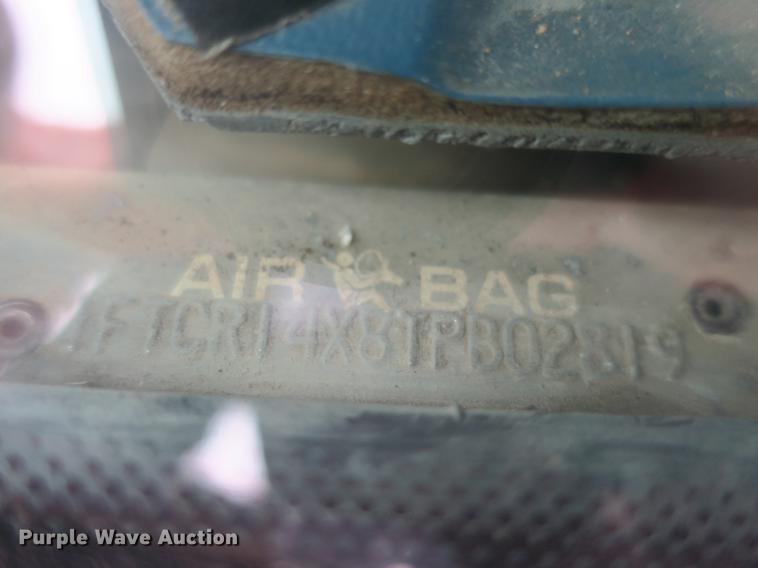 AIR BAG
1FTCR14X8TPB02819
Purple Wave Auction